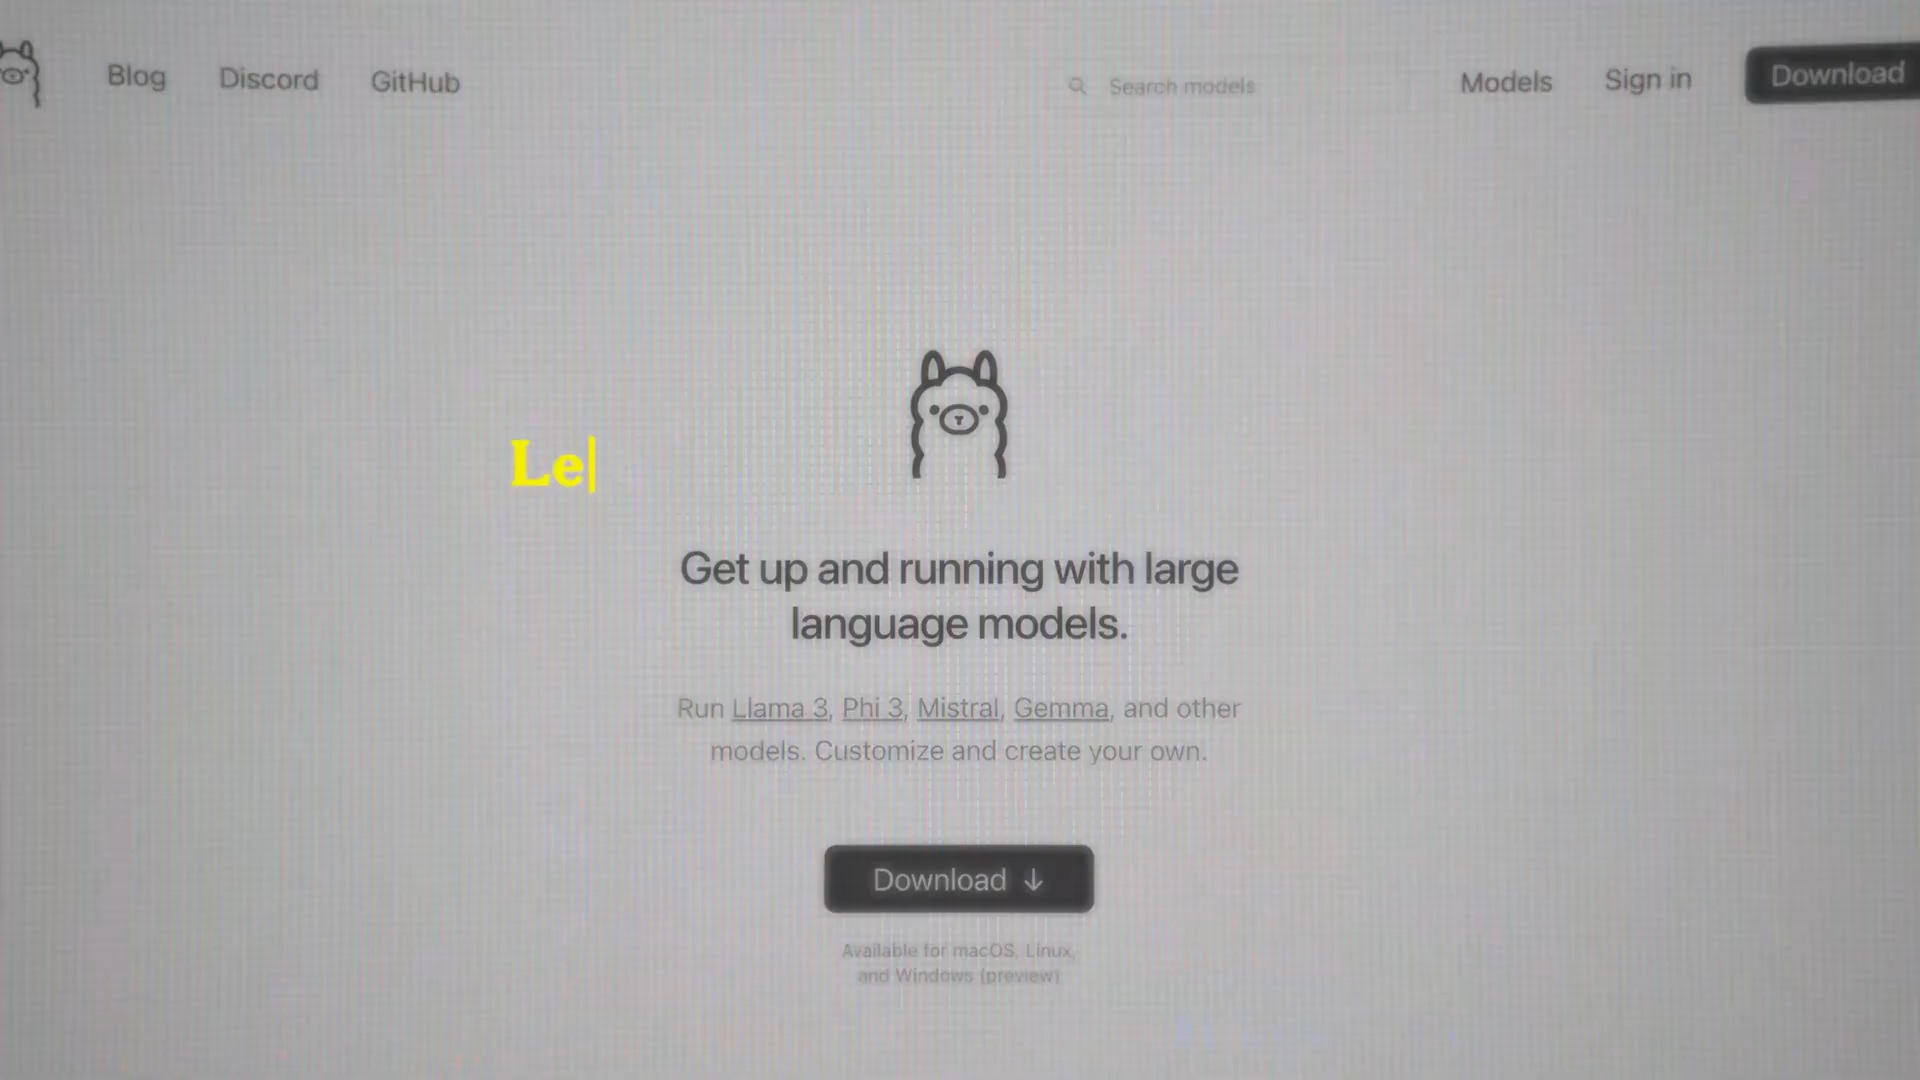 Blog Discord GitHub Search models Models Sign in Download
Le
Get up and running with large
language models.
Run Llama 3, Phi 3, Mistral, Gemma, and other
models. Customize and create your own.
Download ↓
Available for macOS, Linux,
and Windows (preview)